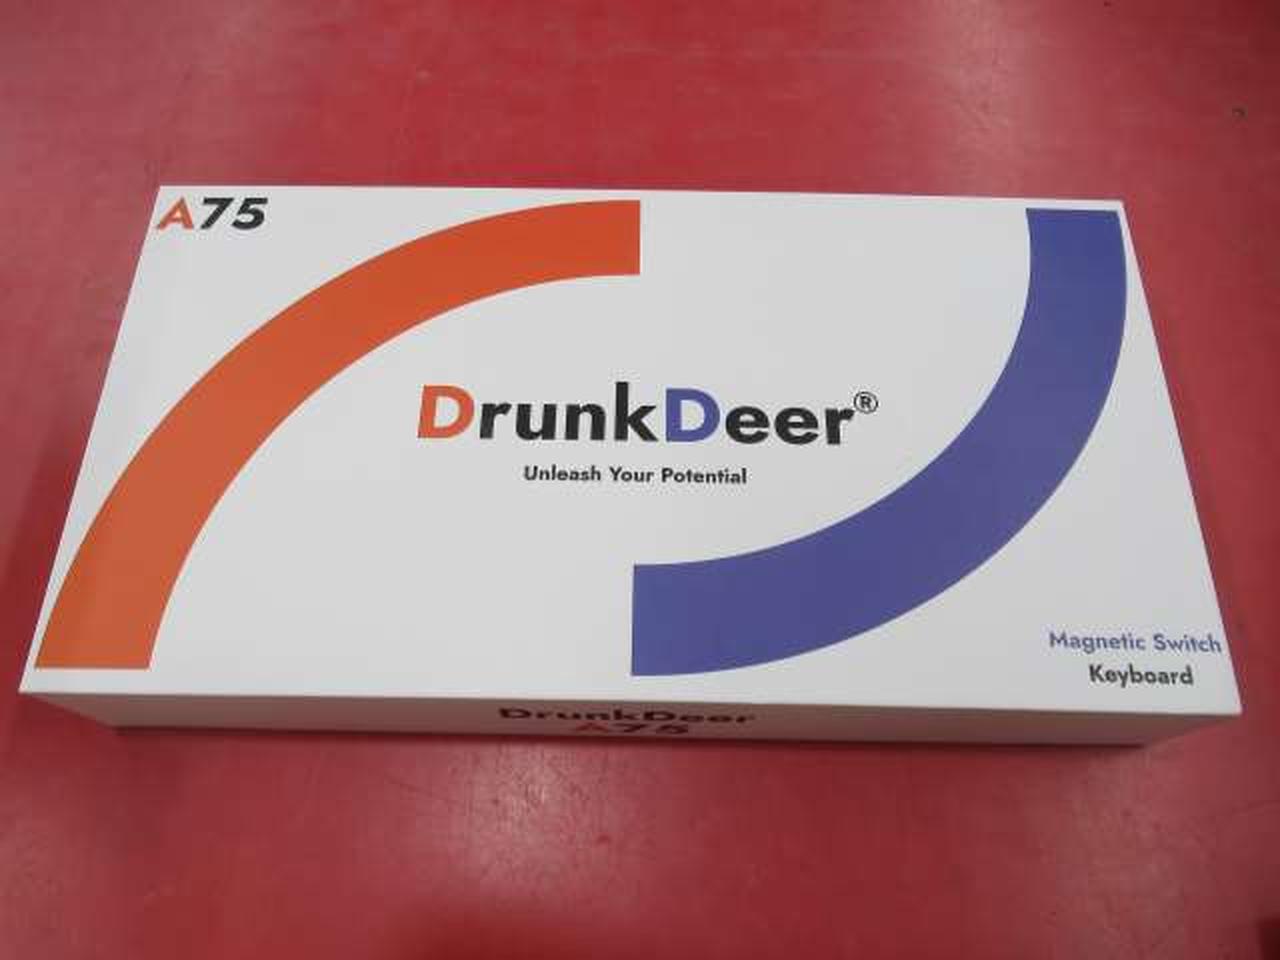 A75
DrunkDeer®
Unleash Your Potential
Magnetic Switch
Keyboard
DrunkDeer
A75